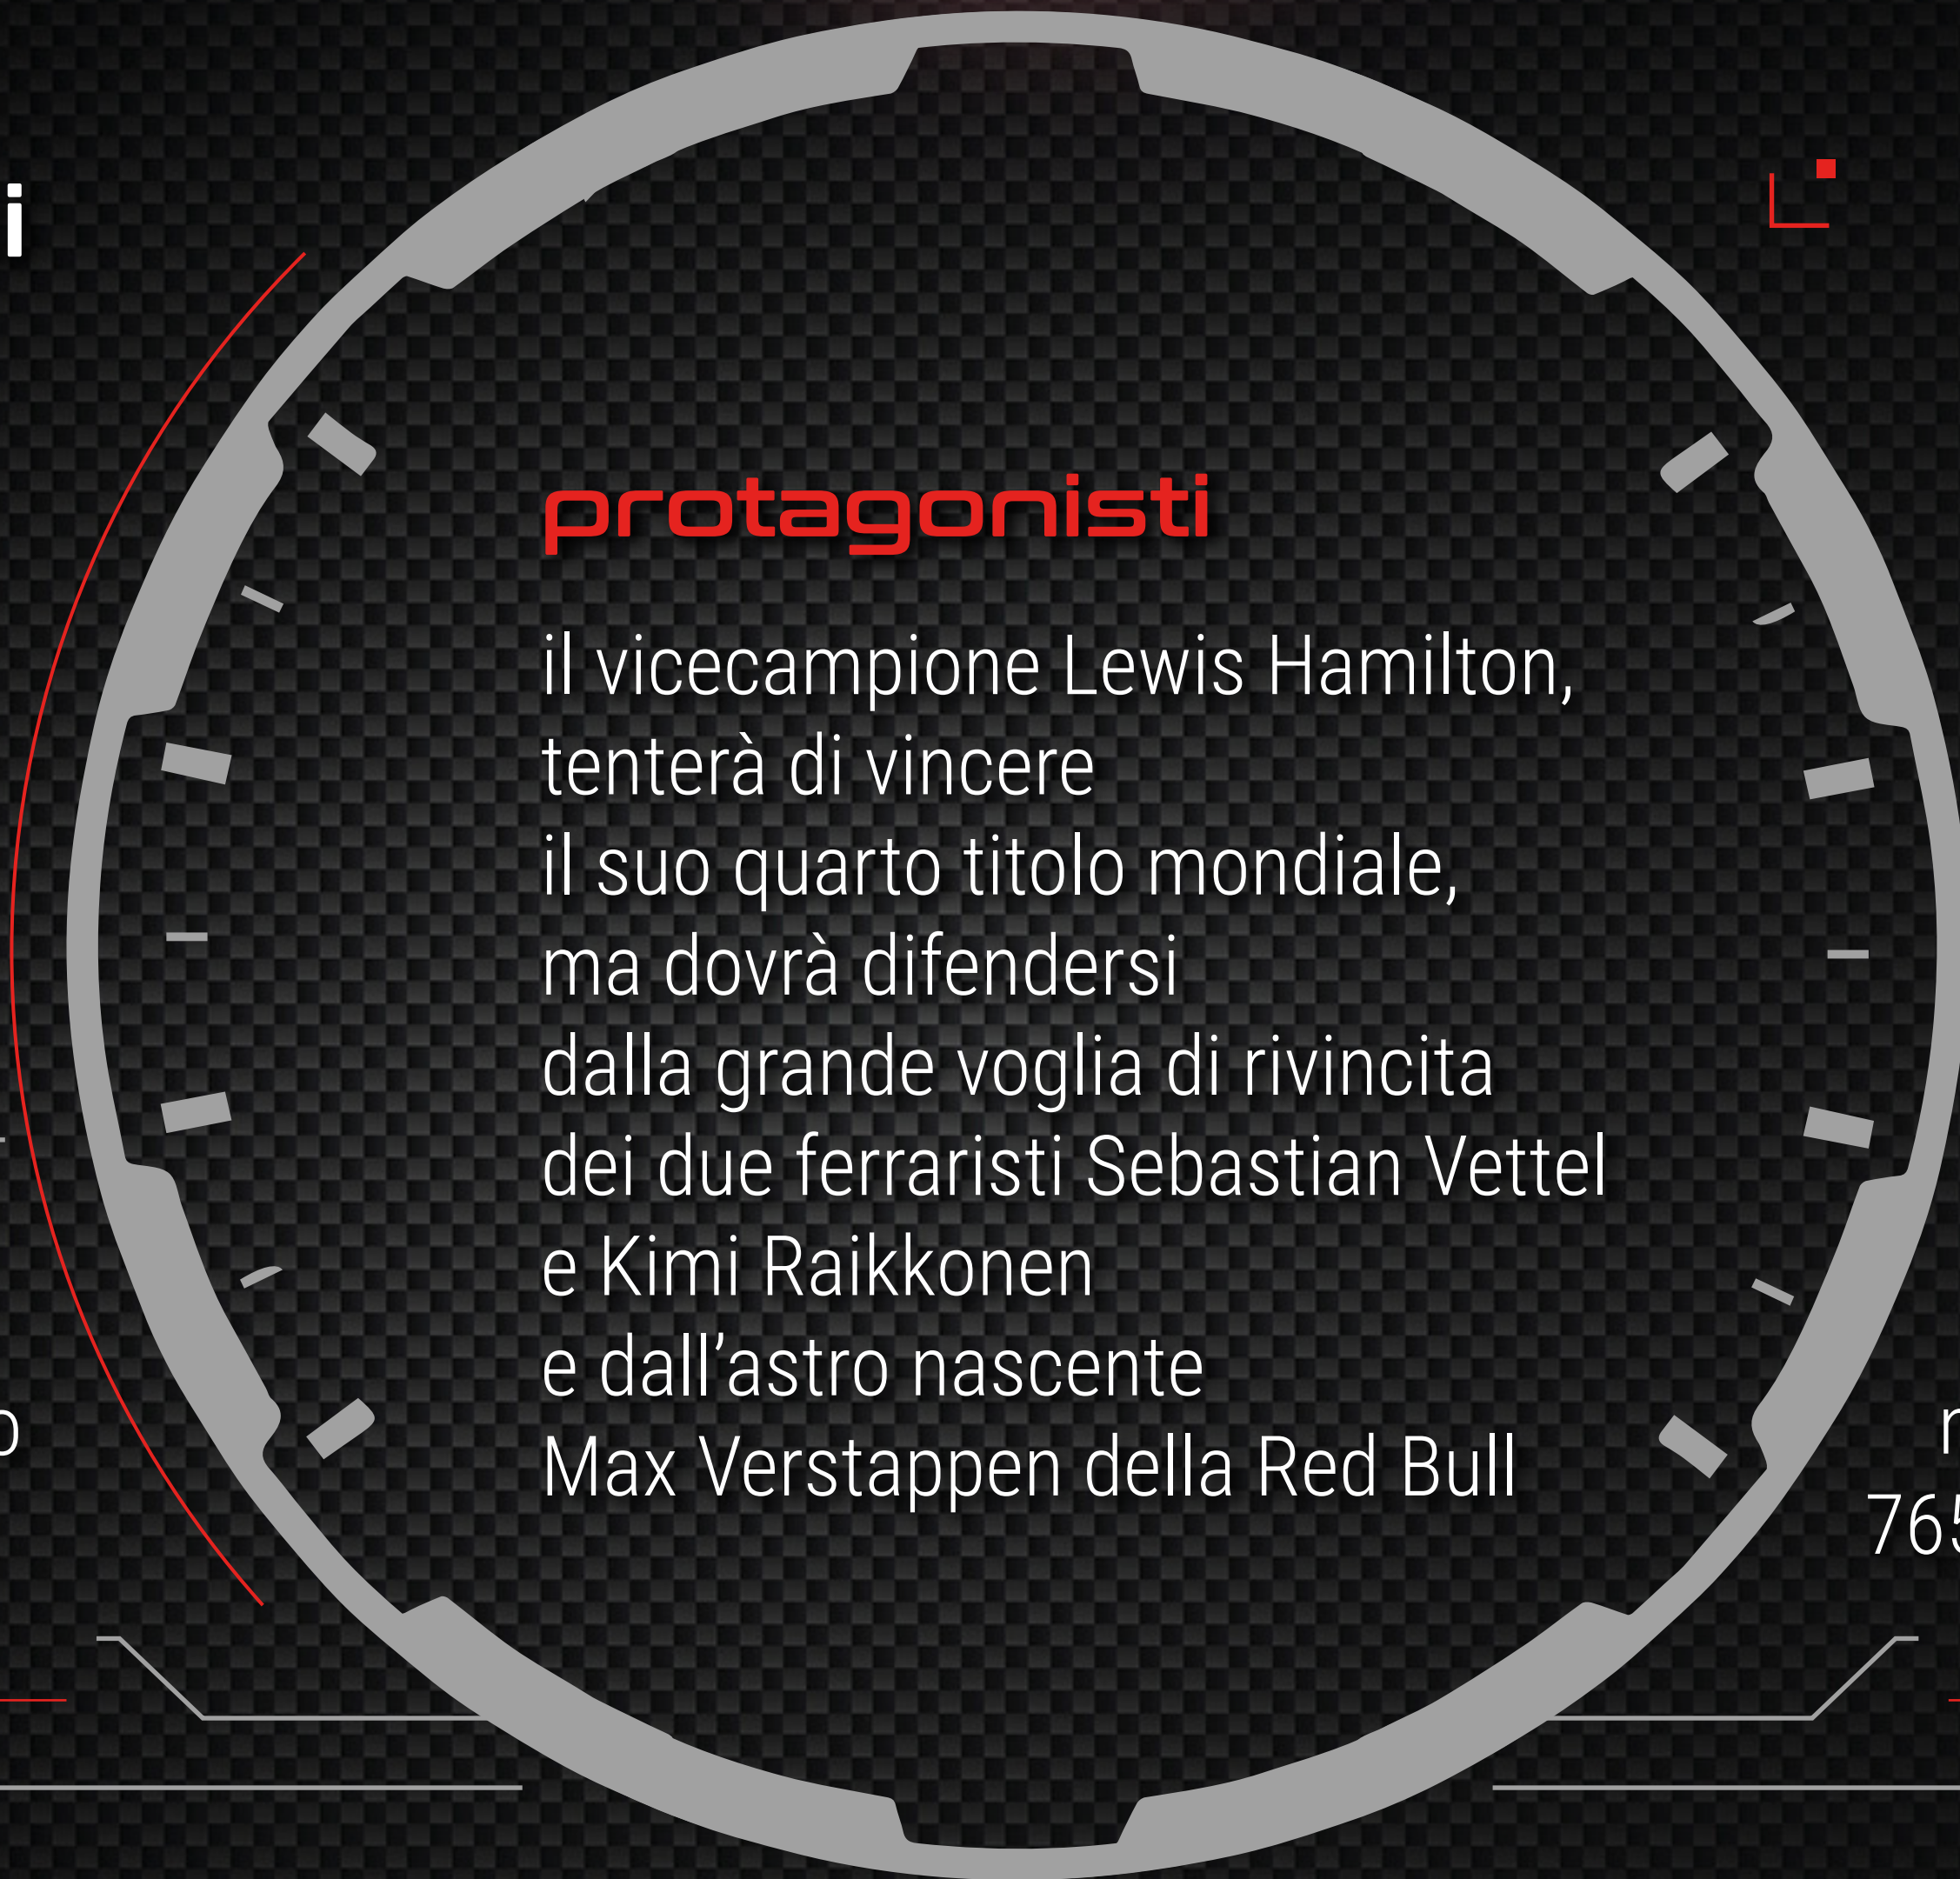 protagonisti
il vicecampione Lewis Hamilton,
tenterà di vincere
il suo quarto titolo mondiale,
ma dovrà difendersi
dalla grande voglia di rivincita
dei due ferraristi Sebastian Vettel
e Kimi Raikkonen
e dall’astro nascente
Max Verstappen della Red Bull